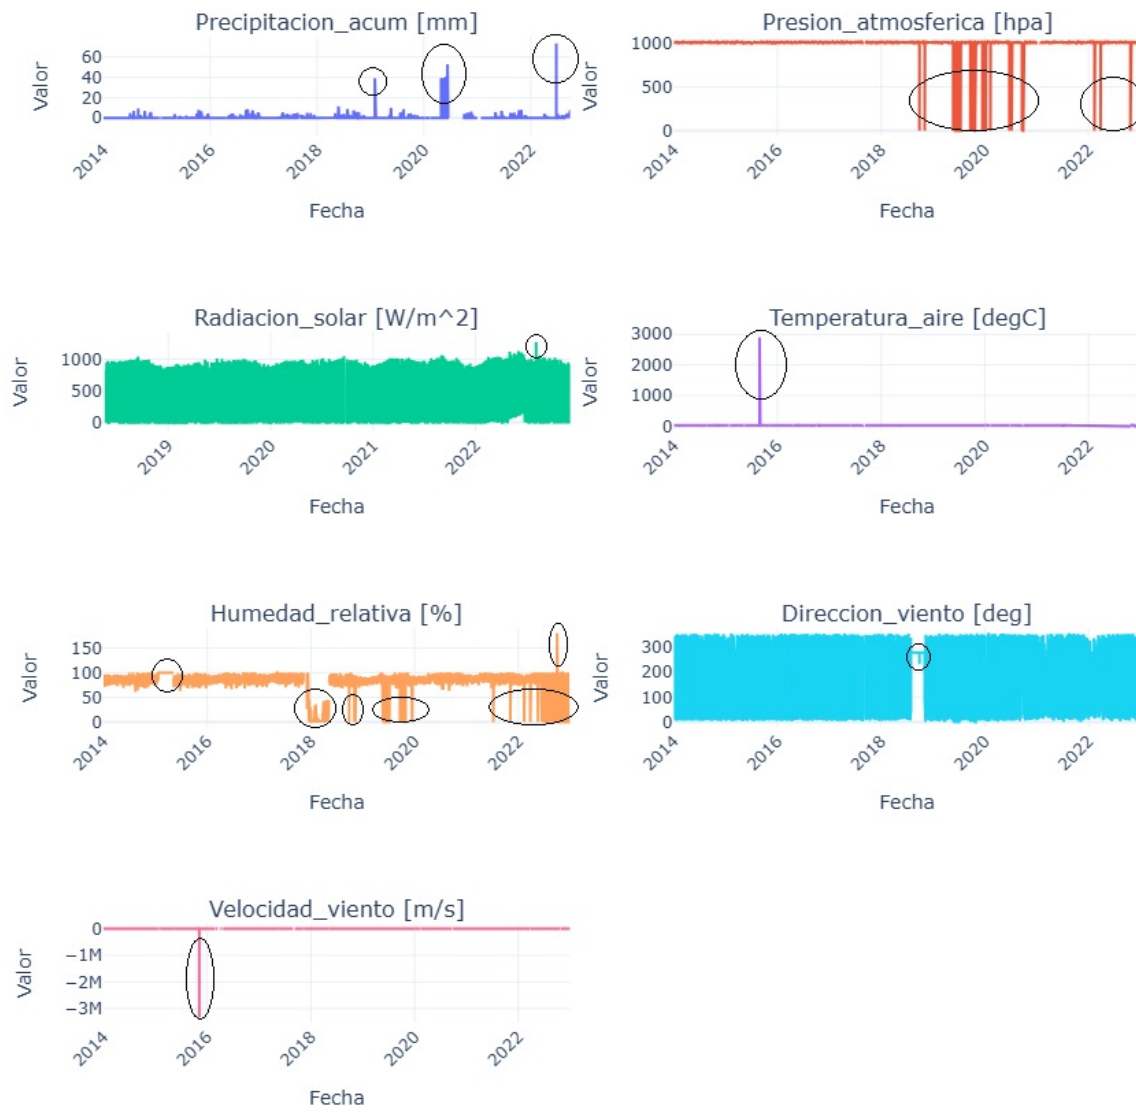 Precipitacion_acum [mm]
Valor
60
40
20
0
2014
2016
2018
2020
2022
Fecha
Presion_atmosferica [hpa]
Valor
1000
500
0
2014
2016
2018
2020
2022
Fecha
Radiacion_solar [W/m^2]
Valor
1000
500
0
2019
2020
2021
2022
Fecha
Temperatura_aire [degC]
Valor
3000
2000
1000
0
2014
2016
2018
2020
2022
Fecha
Humedad_relativa [%]
Valor
150
100
50
0
2014
2016
2018
2020
2022
Fecha
Direccion_viento [deg]
Valor
300
200
100
0
2014
2016
2018
2020
2022
Fecha
Velocidad_viento [m/s]
Valor
0
−1M
−2M
−3M
2014
2016
2018
2020
2022
Fecha